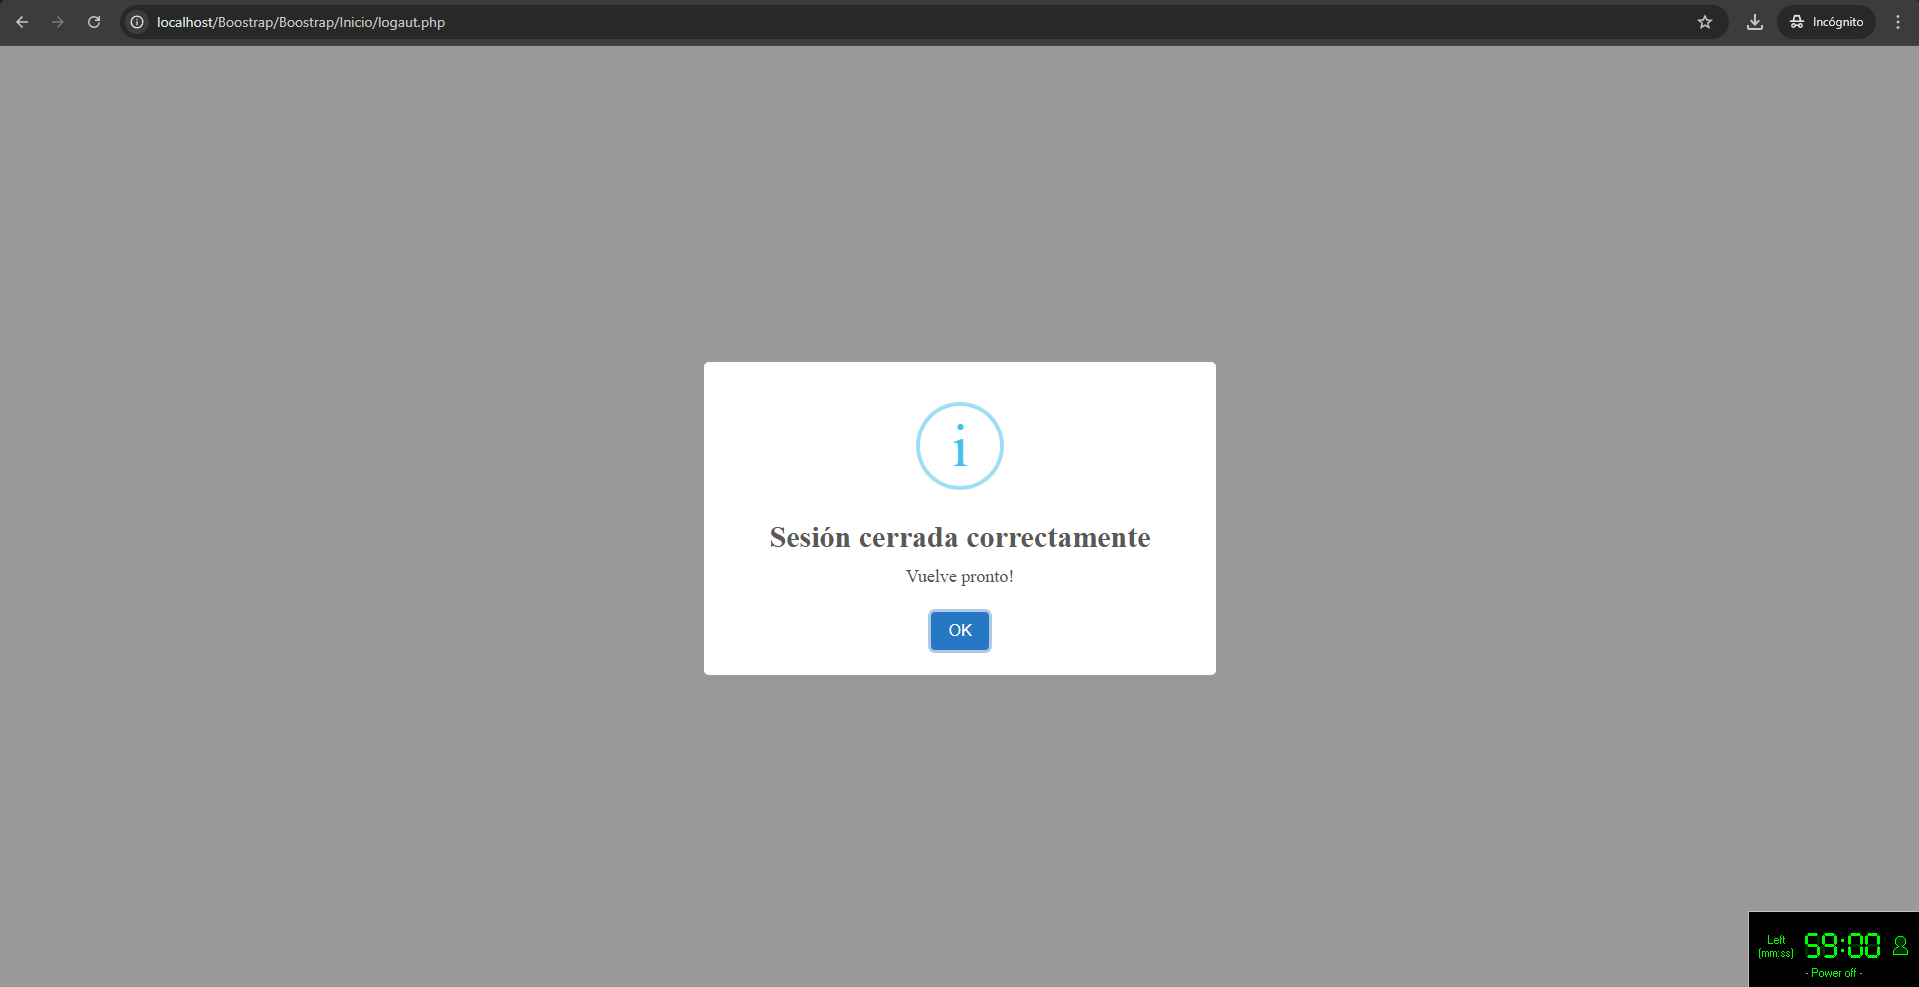 localhost/Boostrap/Boostrap/Inicio/logaut.php
Incógnito
i
Sesión cerrada correctamente
Vuelve pronto!
OK
Left
(mm:ss)
59:00
- Power off -